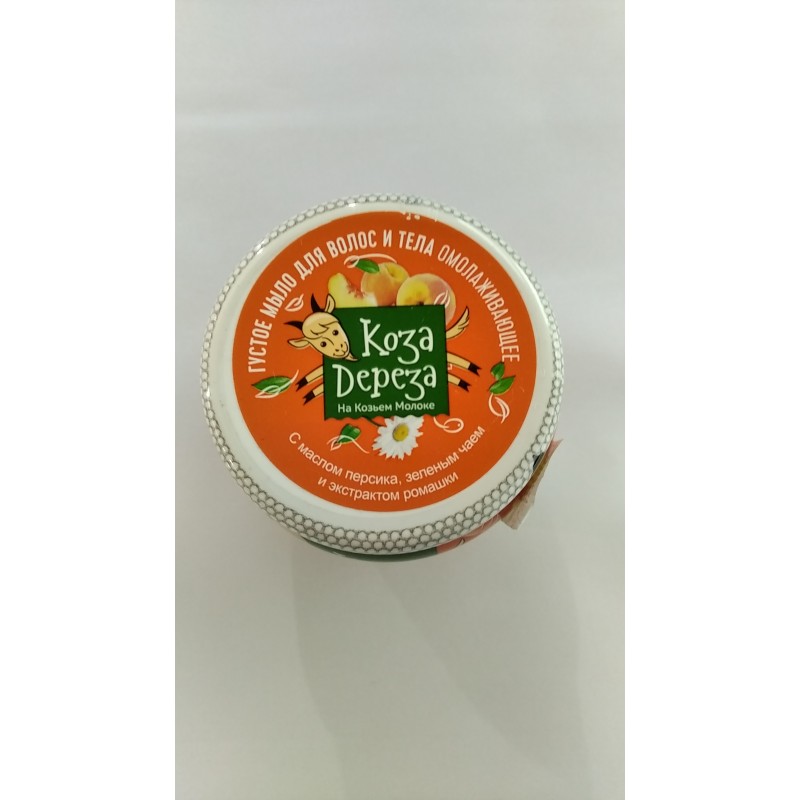 ГУСТОЕ МЫЛО ДЛЯ ВОЛОС И ТЕЛА ОМОЛАЖИВАЮЩЕЕ
Коза
Дереза
На Козьем Молоке
С маслом персика, зеленым чаем
и экстрактом ромашки